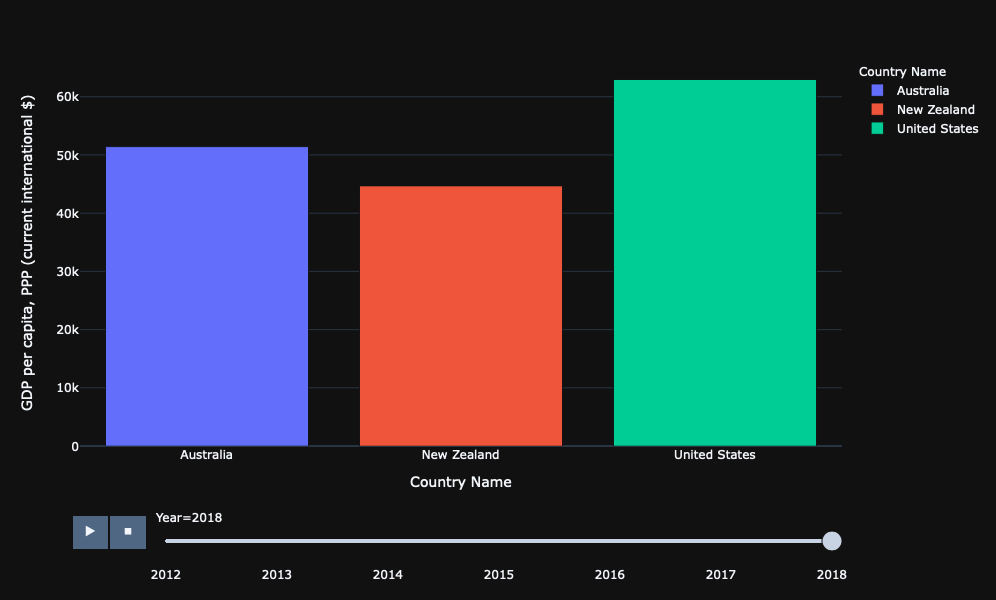 Country Name
Australia
New Zealand
United States
GDP per capita, PPP (current international $)
60k
50k
40k
30k
20k
10k
0
Australia New Zealand United States
Country Name
Year=2018
2012 2013 2014 2015 2016 2017 2018